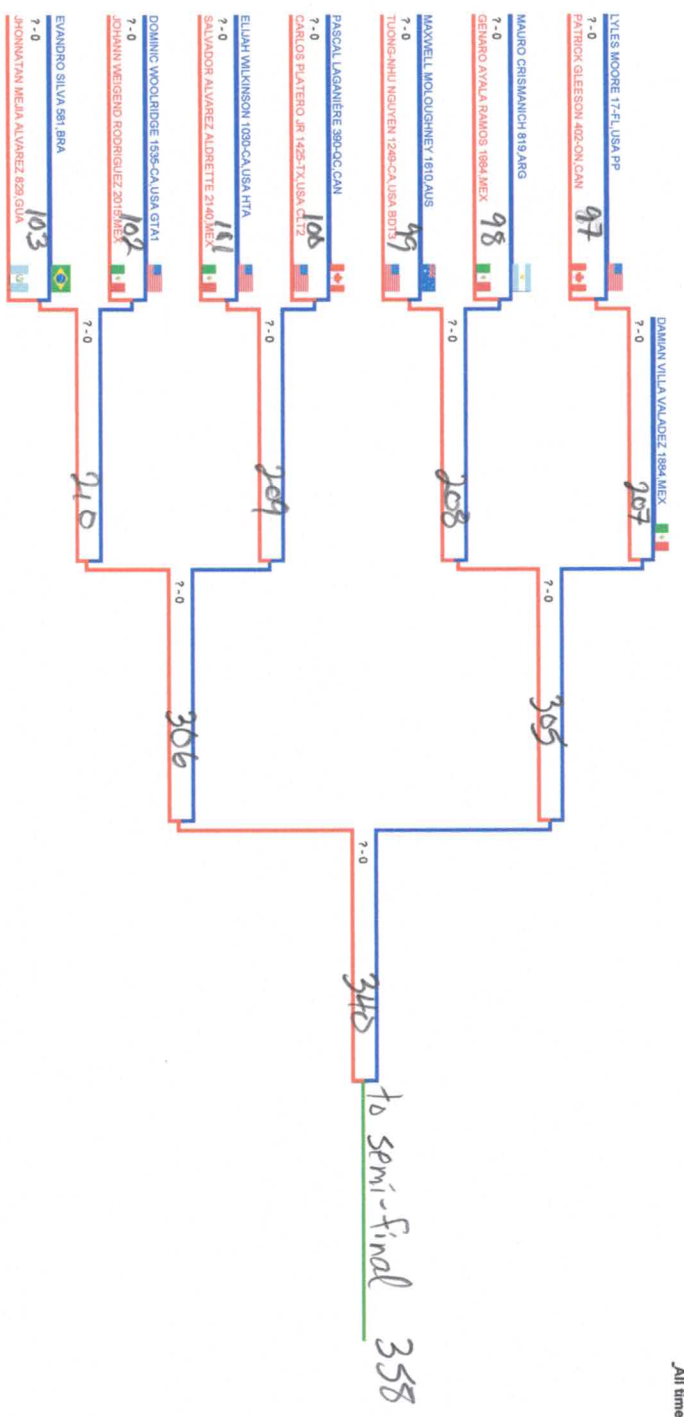 All time
DAMIAN VILLA VALADEZ 1884,MEX
207
LYLES MOORE 17-FL,USA PP
? - 0
97
PATRICK GLEESON 402-ON,CAN
? - 0
MAURO CRISMANICH 819,ARG
98
GENARO AYALA RAMOS 1984,MEX
? - 0
305
MAXWELL MOLOUGHNEY 1610,AUS
? - 0
99
TUONG-NHU NGUYEN 1249-CA,USA BDT3
? - 0
208
PASCAL LAGANIÈRE 390-QC,CAN
? - 0
100
CARLOS PLATERO JR 1425-TX,USA CLT2
? - 0
340
to semi-final 358
ELIJAH WILKINSON 1030-CA,USA HTA
? - 0
101
SALVADOR ALVAREZ ALDRETTE 2140,MEX
? - 0
209
DOMINIC WOOLRIDGE 1535-CA,USA GTA1
? - 0
102
JOHANN WEIGEND RODRIGUEZ 2015,MEX
? - 0
306
EVANDRO SILVA 581,BRA
? - 0
103
JHONNATAN MEJIA ALVAREZ 829,GUA
? - 0
210